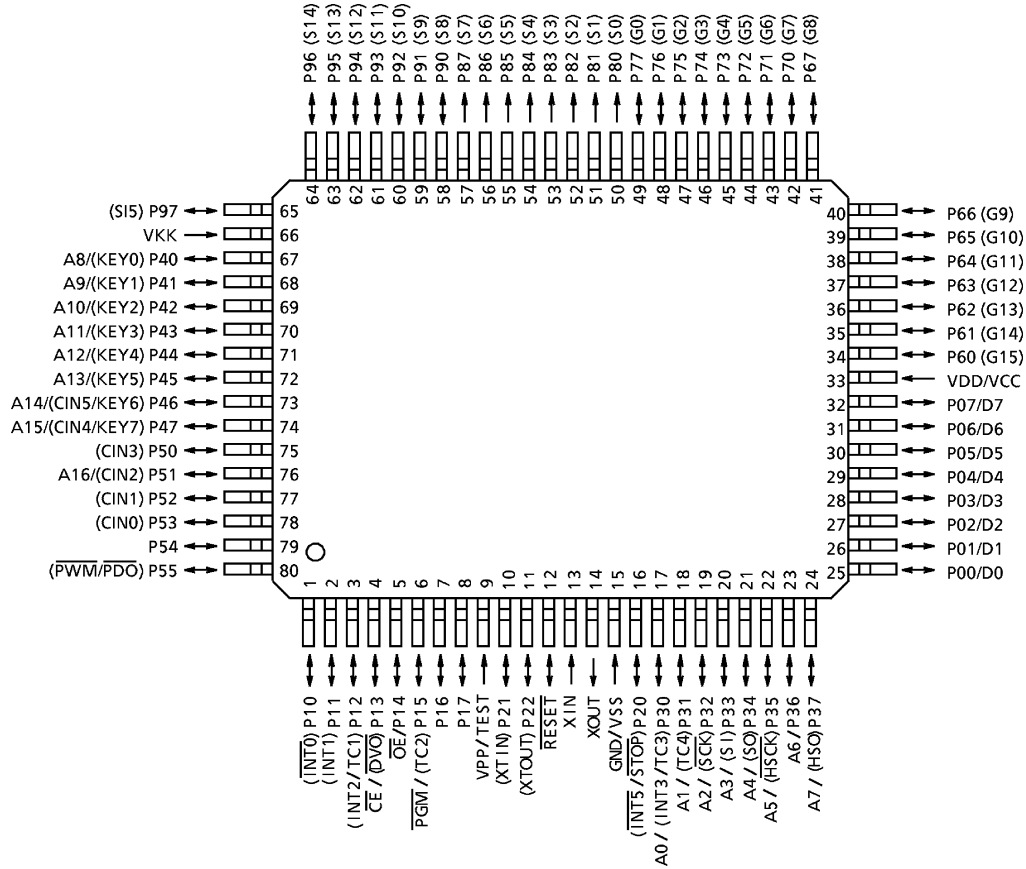 P96 (S14)
P95 (S13)
P94 (S12)
P93 (S11)
P92 (S10)
P91 (S9)
P90 (S8)
P87 (S7)
P86 (S6)
P85 (S5)
P84 (S4)
P83 (S3)
P82 (S2)
P81 (S1)
P80 (S0)
P77 (G0)
P76 (G1)
P75 (G2)
P74 (G3)
P73 (G4)
P72 (G5)
P71 (G6)
P70 (G7)
P67 (G8)
64 63 62 61 60 59 58 57 56 55 54 53 52 51 50 49 48 47 46 45 44 43 42 41
(SI5) P97 65
VKK 66
A8/(KEY0) P40 67
A9/(KEY1) P41 68
A10/(KEY2) P42 69
A11/(KEY3) P43 70
A12/(KEY4) P44 71
A13/(KEY5) P45 72
A14/(CIN5/KEY6) P46 73
A15/(CIN4/KEY7) P47 74
(CIN3) P50 75
A16/(CIN2) P51 76
(CIN1) P52 77
(CIN0) P53 78
P54 79
(PWM/PDO) P55 80
40 P66 (G9)
39 P65 (G10)
38 P64 (G11)
37 P63 (G12)
36 P62 (G13)
35 P61 (G14)
34 P60 (G15)
33 VDD/VCC
32 P07/D7
31 P06/D6
30 P05/D5
29 P04/D4
28 P03/D3
27 P02/D2
26 P01/D1
25 P00/D0
1 2 3 4 5 6 7 8 9 10 11 12 13 14 15 16 17 18 19 20 21 22 23 24
(INT0) P10
(INT1) P11
(INT2/TC1) P12
CE / (DVO) P13
OE/P14
PGM / (TC2) P15
P16
P17
VPP/TEST
(XTIN) P21
(XTOUT) P22
RESET
XIN
XOUT
GND/VSS
(INT5/STOP) P20
A0 / (INT3/TC3) P30
A1 / (TC4) P31
A2 / (SCK) P32
A3 / (SI) P33
A4 / (SO) P34
A5 / (HSCK) P35
A6 / P36
A7 / (HSO) P37